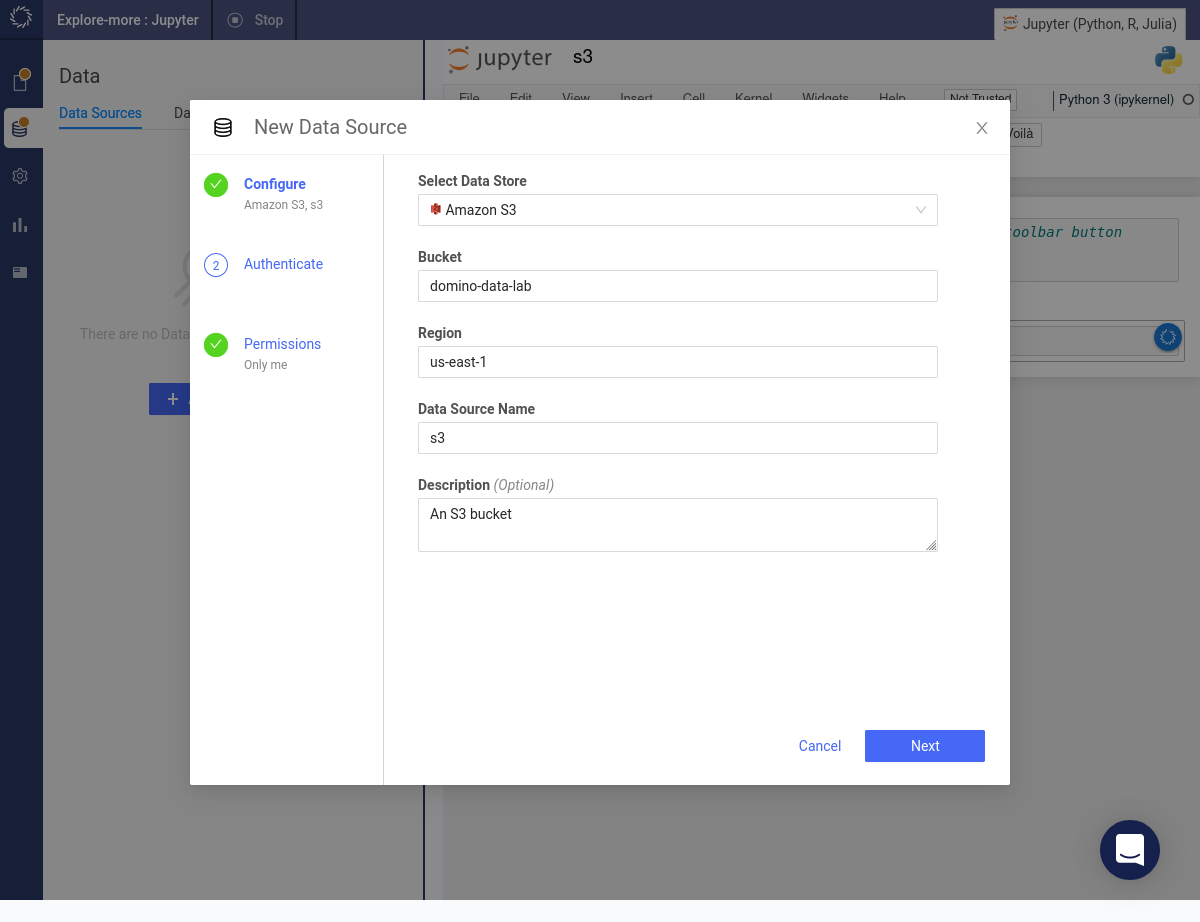 Explore-more : Jupyter
Stop
Jupyter (Python, R, Julia)
Data
jupyter s3
Data Sources
File Edit View Insert Cell Kernel Widgets Help Not Trusted Python 3 (ipykernel)
New Data Source
Configure
Amazon S3, s3
2 Authenticate
Permissions
Only me
There are no Data
Select Data Store
Amazon S3
Bucket
domino-data-lab
Region
us-east-1
Data Source Name
s3
Description (Optional)
An S3 bucket
Cancel
Next
Voilà
toolbar button